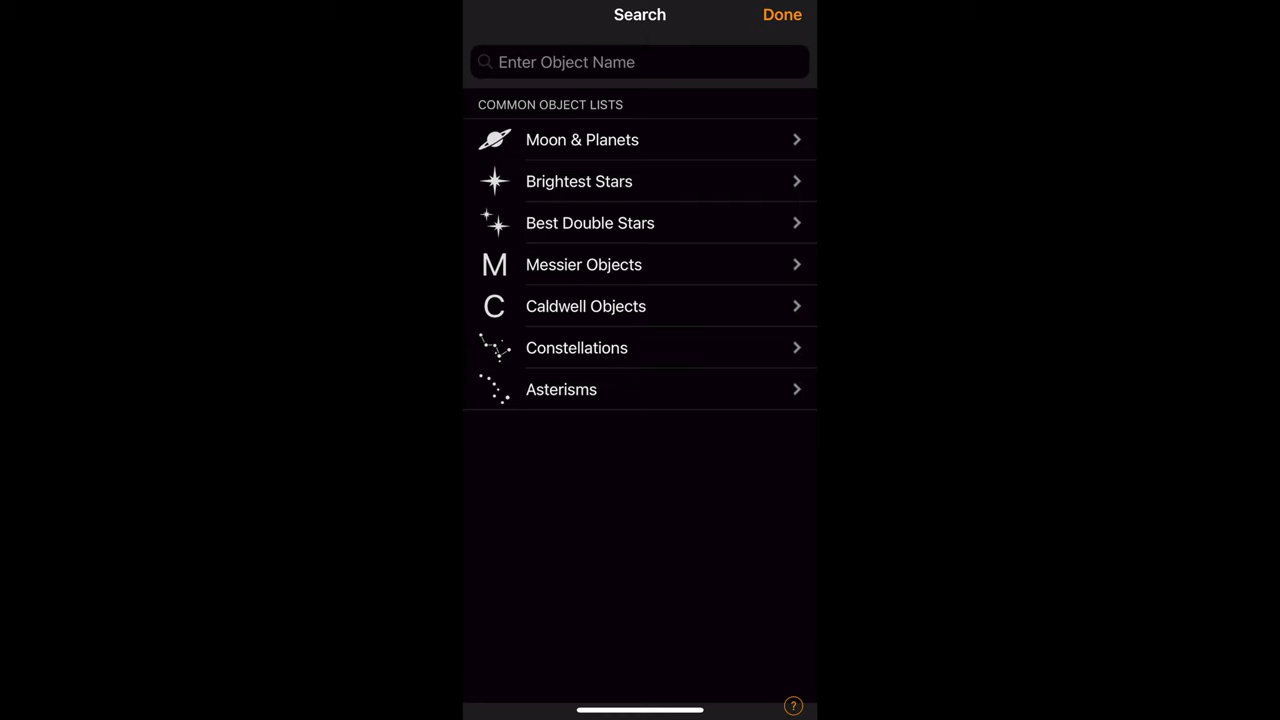 Search
Done
Enter Object Name
COMMON OBJECT LISTS
Moon & Planets
Brightest Stars
Best Double Stars
M Messier Objects
C Caldwell Objects
Constellations
Asterisms
?